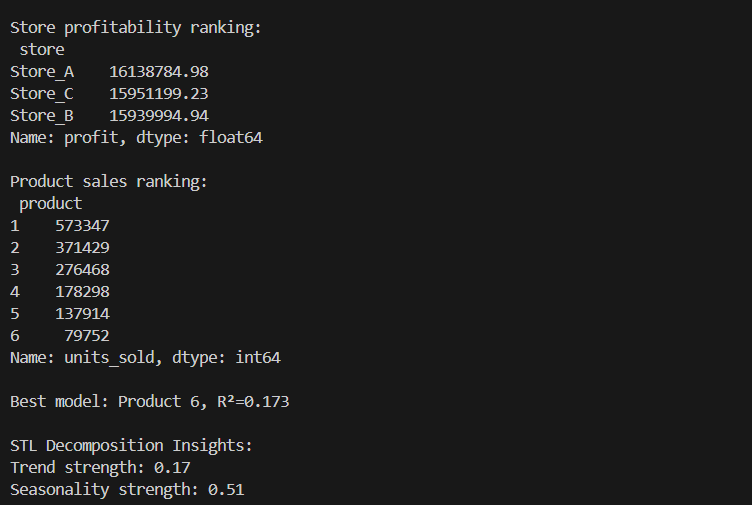 Store profitability ranking:
 store
Store_A    16138784.98
Store_C    15951199.23
Store_B    15939994.94
Name: profit, dtype: float64

Product sales ranking:
 product
1    573347
2    371429
3    276468
4    178298
5    137914
6     79752
Name: units_sold, dtype: int64

Best model: Product 6, R²=0.173

STL Decomposition Insights:
Trend strength: 0.17
Seasonality strength: 0.51